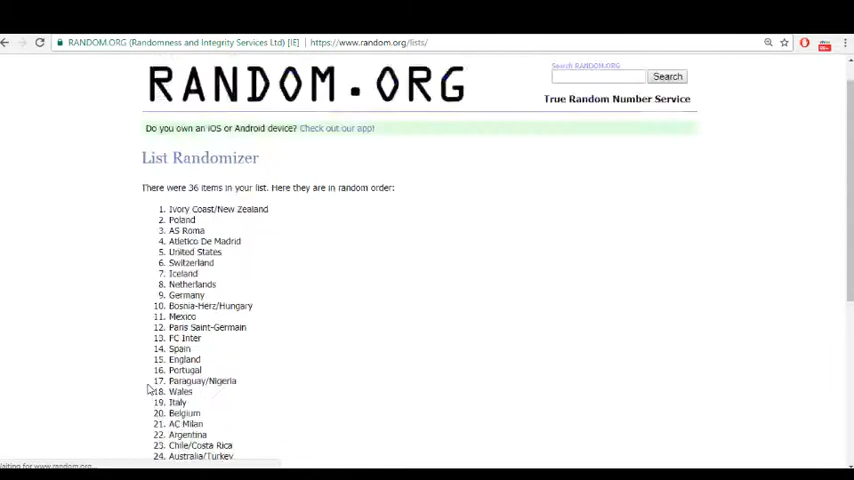 RANDOM.ORG (Randomness and Integrity Services Ltd) [IE] | https://www.random.org/lists/
RANDOM.ORG
Search RANDOM.ORG
Search
True Random Number Service
Do you own an iOS or Android device? Check out our app!
List Randomizer
There were 36 items in your list. Here they are in random order:
1. Ivory Coast/New Zealand
2. Poland
3. AS Roma
4. Atletico De Madrid
5. United States
6. Switzerland
7. Iceland
8. Netherlands
9. Germany
10. Bosnia-Herz/Hungary
11. Mexico
12. Paris Saint-Germain
13. FC Inter
14. Spain
15. England
16. Portugal
17. Paraguay/Nigeria
18. Wales
19. Italy
20. Belgium
21. AC Milan
22. Argentina
23. Chile/Costa Rica
24. Australia/Turkey
Waiting for www.random.org...